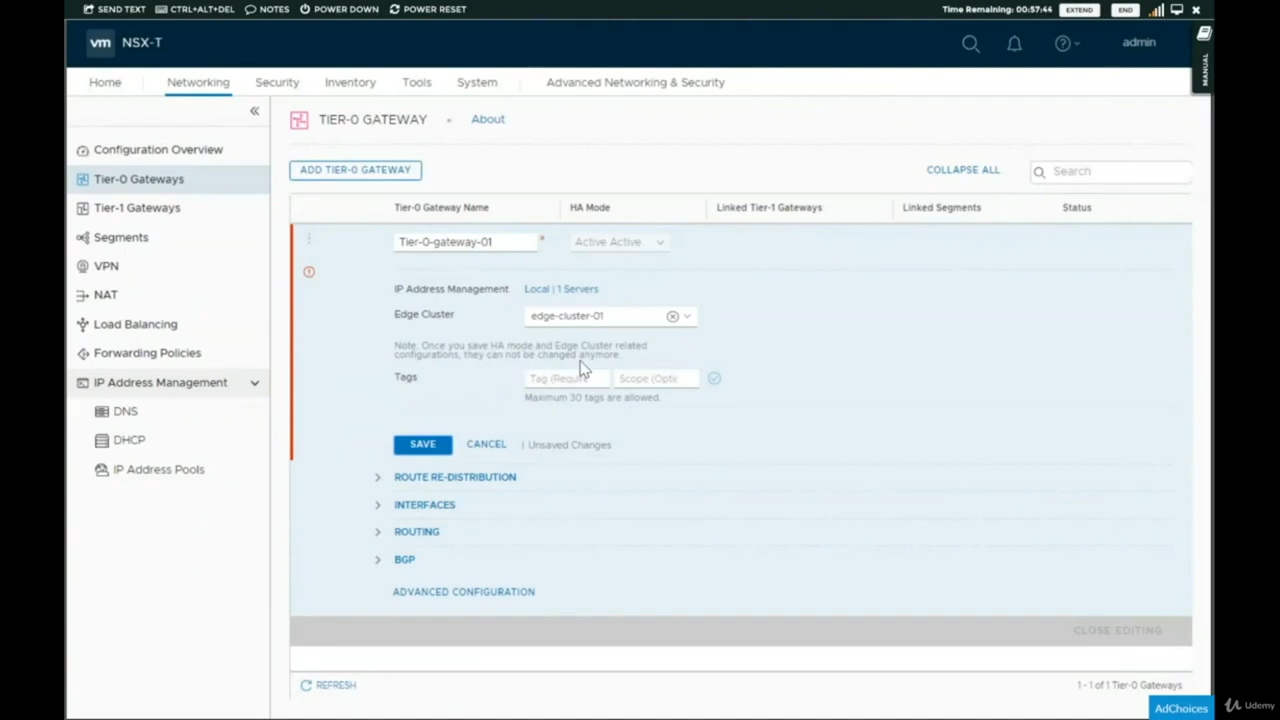 SEND TEXT CTRL+ALT+DEL NOTES POWER DOWN POWER RESET Time Remaining: 00:57:44 EXTEND END
vm NSX-T admin
MANUAL
Home Networking Security Inventory Tools System Advanced Networking & Security
TIER-0 GATEWAY About
Configuration Overview
Tier-0 Gateways
Tier-1 Gateways
Segments
VPN
NAT
Load Balancing
Forwarding Policies
IP Address Management
DNS
DHCP
IP Address Pools
ADD TIER-0 GATEWAY COLLAPSE ALL Search
Tier-0 Gateway Name HA Mode Linked Tier-1 Gateways Linked Segments Status
Tier-0-gateway-01 * Active Active
IP Address Management Local | 1 Servers
Edge Cluster edge-cluster-01
Note: Once you save HA mode and Edge Cluster related
configurations, they can not be changed anymore.
Tags Tag (Require Scope (Optic
Maximum 30 tags are allowed.
SAVE CANCEL | Unsaved Changes
ROUTE RE-DISTRIBUTION
INTERFACES
ROUTING
BGP
ADVANCED CONFIGURATION
CLOSE EDITING
REFRESH 1 - 1 of 1 Tier-0 Gateways
AdChoices Udemy